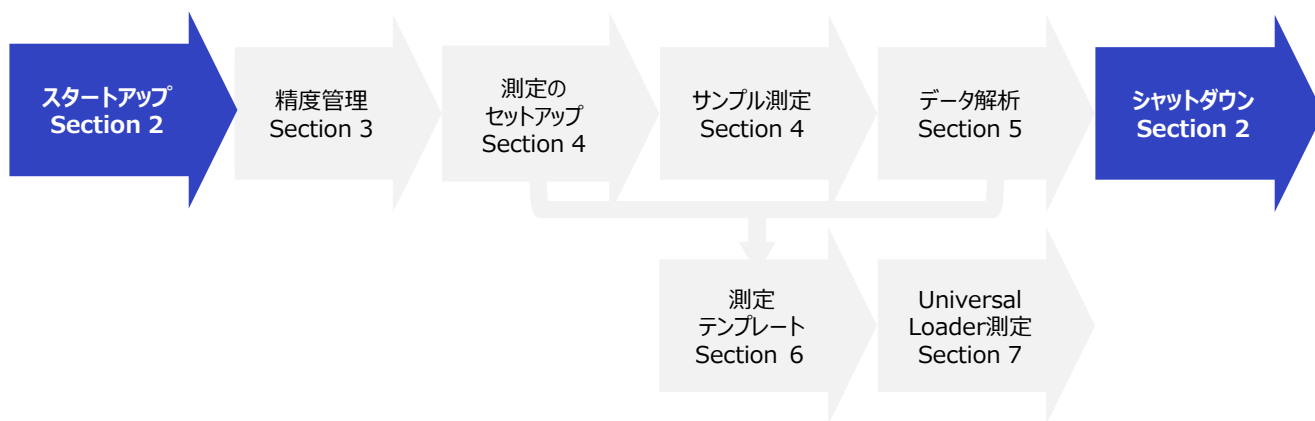 スタートアップ
Section 2
精度管理
Section 3
測定の
セットアップ
Section 4
サンプル測定
Section 4
データ解析
Section 5
シャットダウン
Section 2
測定
テンプレート
Section 6
Universal
Loader測定
Section 7